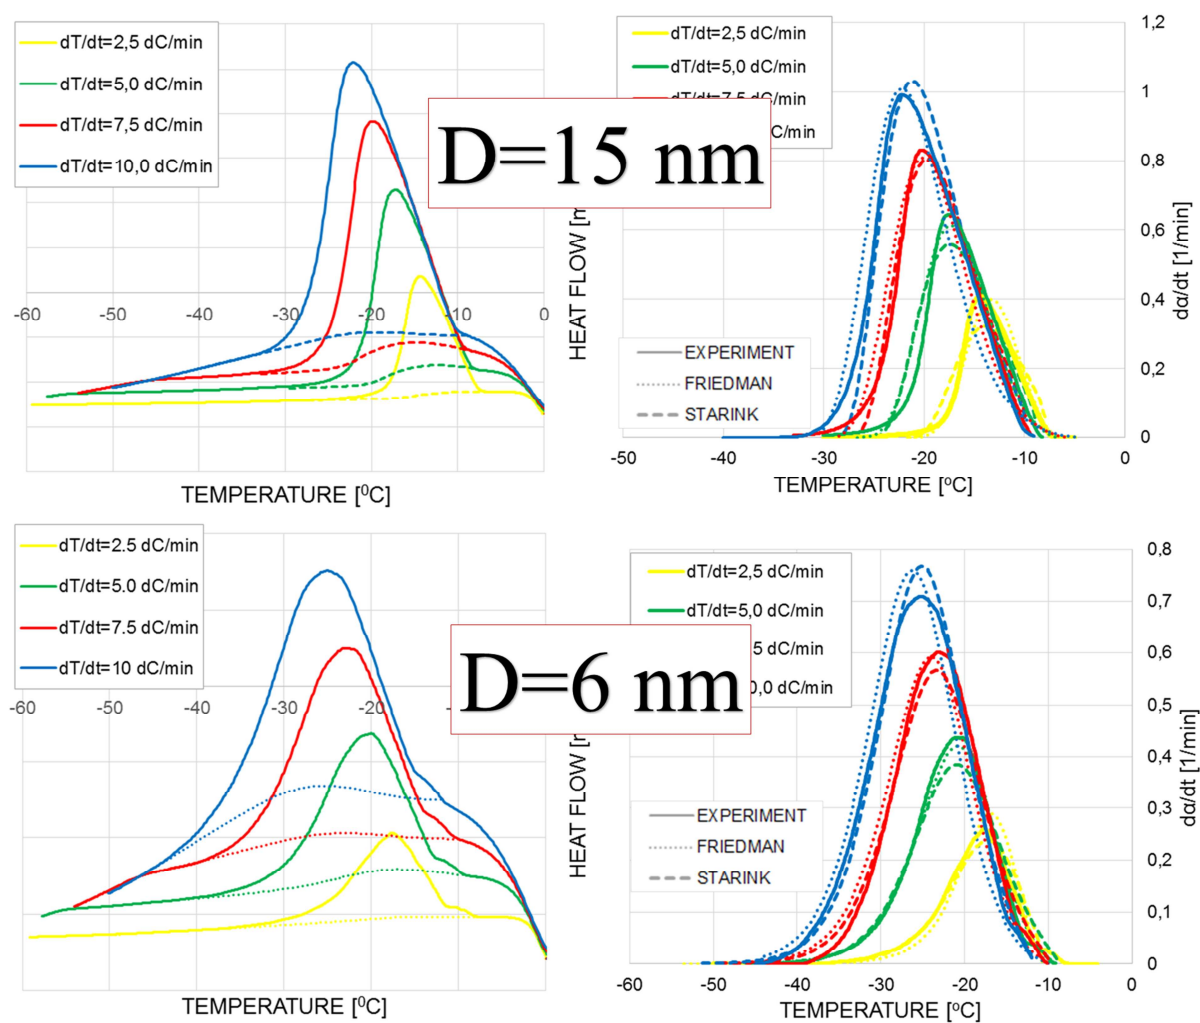 dT/dt=2,5 dC/min
dT/dt=5,0 dC/min
dT/dt=7,5 dC/min
dT/dt=10,0 dC/min
-60 -50 -40 -30 -20 -10 0
TEMPERATURE [⁰C]
D=15 nm
HEAT FLOW [
dT/dt=2,5 dC/min
dT/dt=5,0 dC/min
dT/dt=7,5 dC/min
C/min
EXPERIMENT
FRIEDMAN
STARINK
1,2
1
0,8
0,6
0,4
0,2
0
dα/dt [1/min]
-50 -40 -30 -20 -10 0
TEMPERATURE [ºC]
dT/dt=2.5 dC/min
dT/dt=5.0 dC/min
dT/dt=7.5 dC/min
dT/dt=10 dC/min
-50 -40 -30 -20
TEMPERATURE [⁰C]
D=6 nm
HEAT FLOW [
dT/dt=2,5 dC/min
dT/dt=5,0 dC/min
5 dC/min
0,0 dC/min
EXPERIMENT
FRIEDMAN
STARINK
0,8
0,7
0,6
0,5
0,4
0,3
0,2
0,1
0
dα/dt [1/min]
-60 -50 -40 -30 -20 -10 0
TEMPERATURE [ºC]